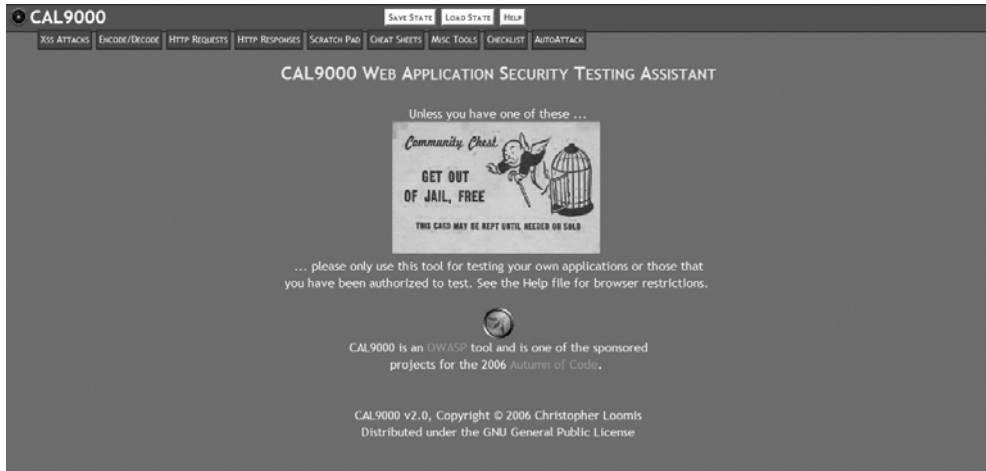 CAL9000
Save State Load State Help
Xss Attacks Encode/Decode Http Requests Http Responses Scratch Pad Cheat Sheets Misc Tools Checklist AutoAttack
CAL9000 Web Application Security Testing Assistant
Unless you have one of these ...
Community Chest
GET OUT
OF JAIL, FREE
THIS CARD MAY BE KEPT UNTIL NEEDED OR SOLD
... please only use this tool for testing your own applications or those that
you have been authorized to test. See the Help file for browser restrictions.
CAL9000 is an OWASP tool and is one of the sponsored
projects for the 2006 Autumn of Code.
CAL9000 v2.0, Copyright © 2006 Christopher Loomis
Distributed under the GNU General Public License